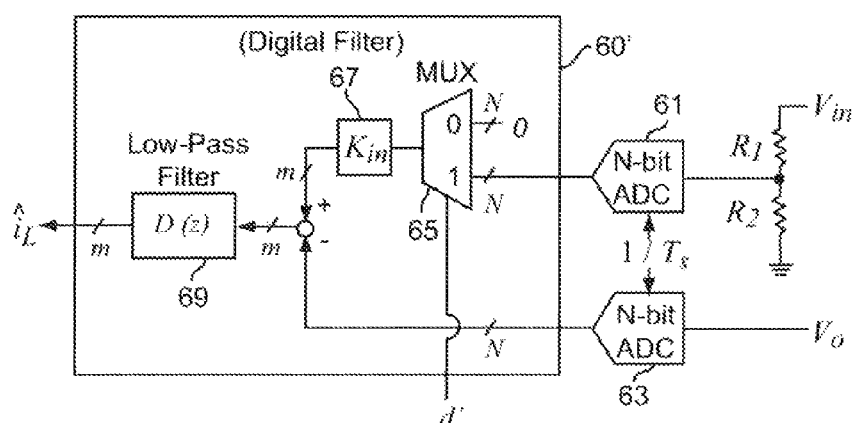 (Digital Filter)
60'
MUX
67
N
0
0
K_in
61
V_in
Low-Pass
Filter
m
+
1
N
N-bit
ADC
R_1
î_L
m
D (z)
m
-
65
R_2
69
1 / T_s
N
N-bit
ADC
V_o
63
d'